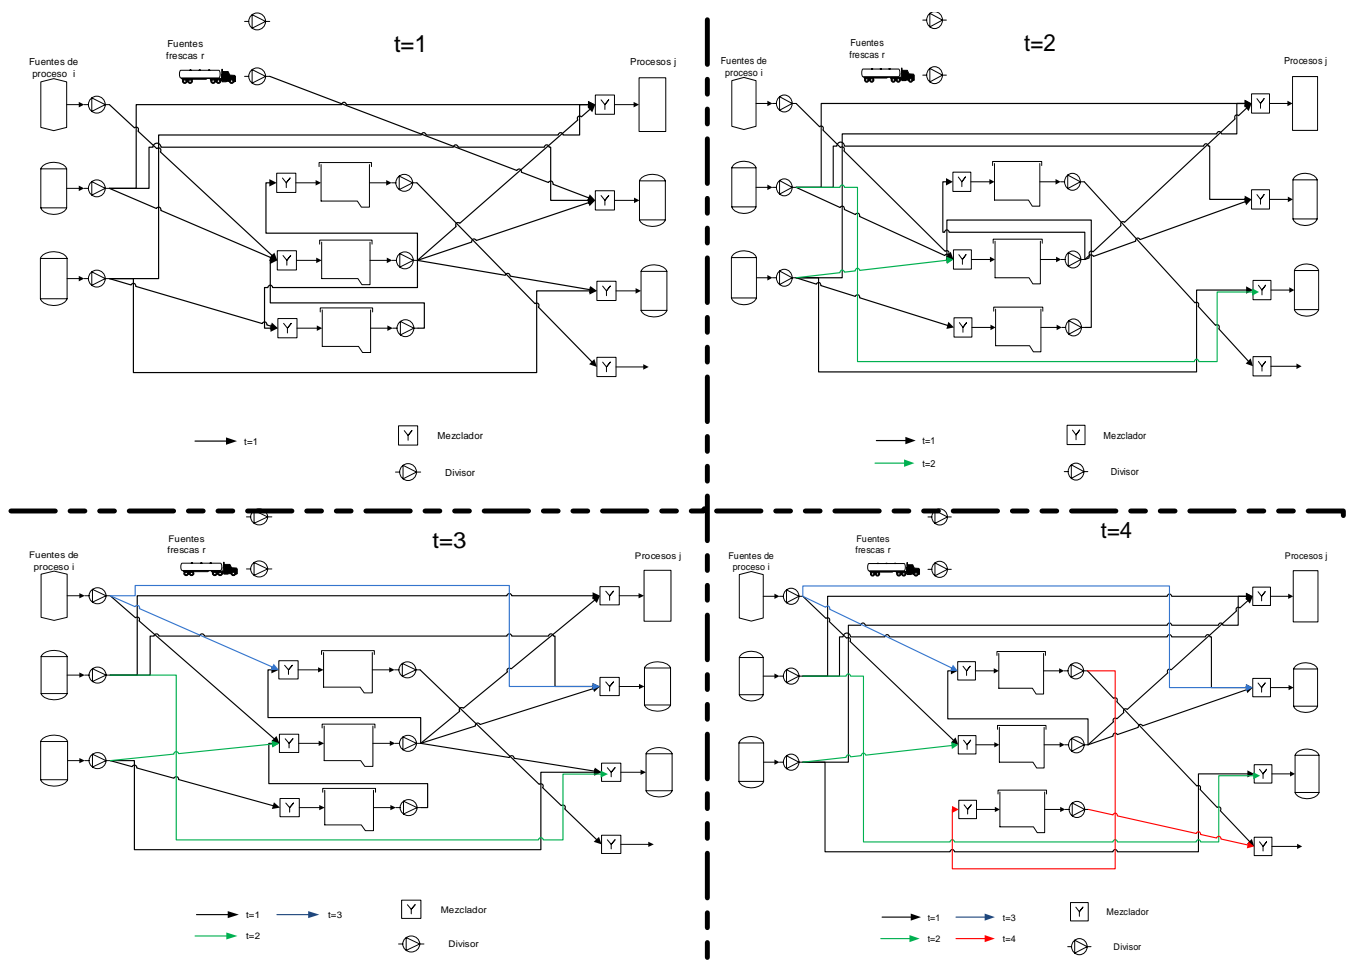 t=1
Fuentes
frescas r
Fuentes de
proceso i
Procesos j
Y
Y
Y
Y
Y
Y
Y
t=1
Y
Mezclador
Divisor
t=2
Fuentes
frescas r
Fuentes de
proceso i
Procesos j
Y
Y
Y
Y
Y
Y
Y
t=1
t=2
Y
Mezclador
Divisor
t=3
Fuentes
frescas r
Fuentes de
proceso i
Procesos j
Y
Y
Y
Y
Y
Y
Y
t=1
t=3
t=2
Y
Mezclador
Divisor
t=4
Fuentes
frescas r
Fuentes de
proceso i
Procesos j
Y
Y
Y
Y
Y
Y
Y
t=1
t=3
t=2
t=4
Y
Mezclador
Divisor